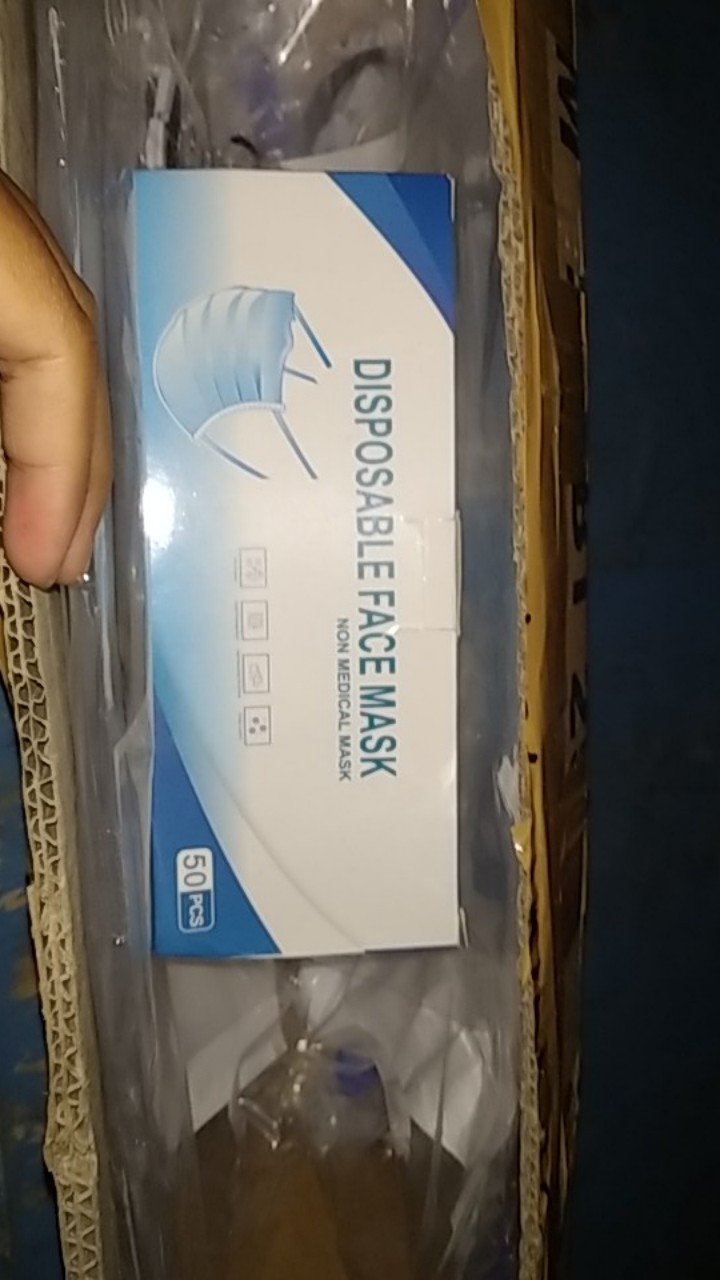 DISPOSABLE FACE MASK
NON MEDICAL MASK
50 PCS